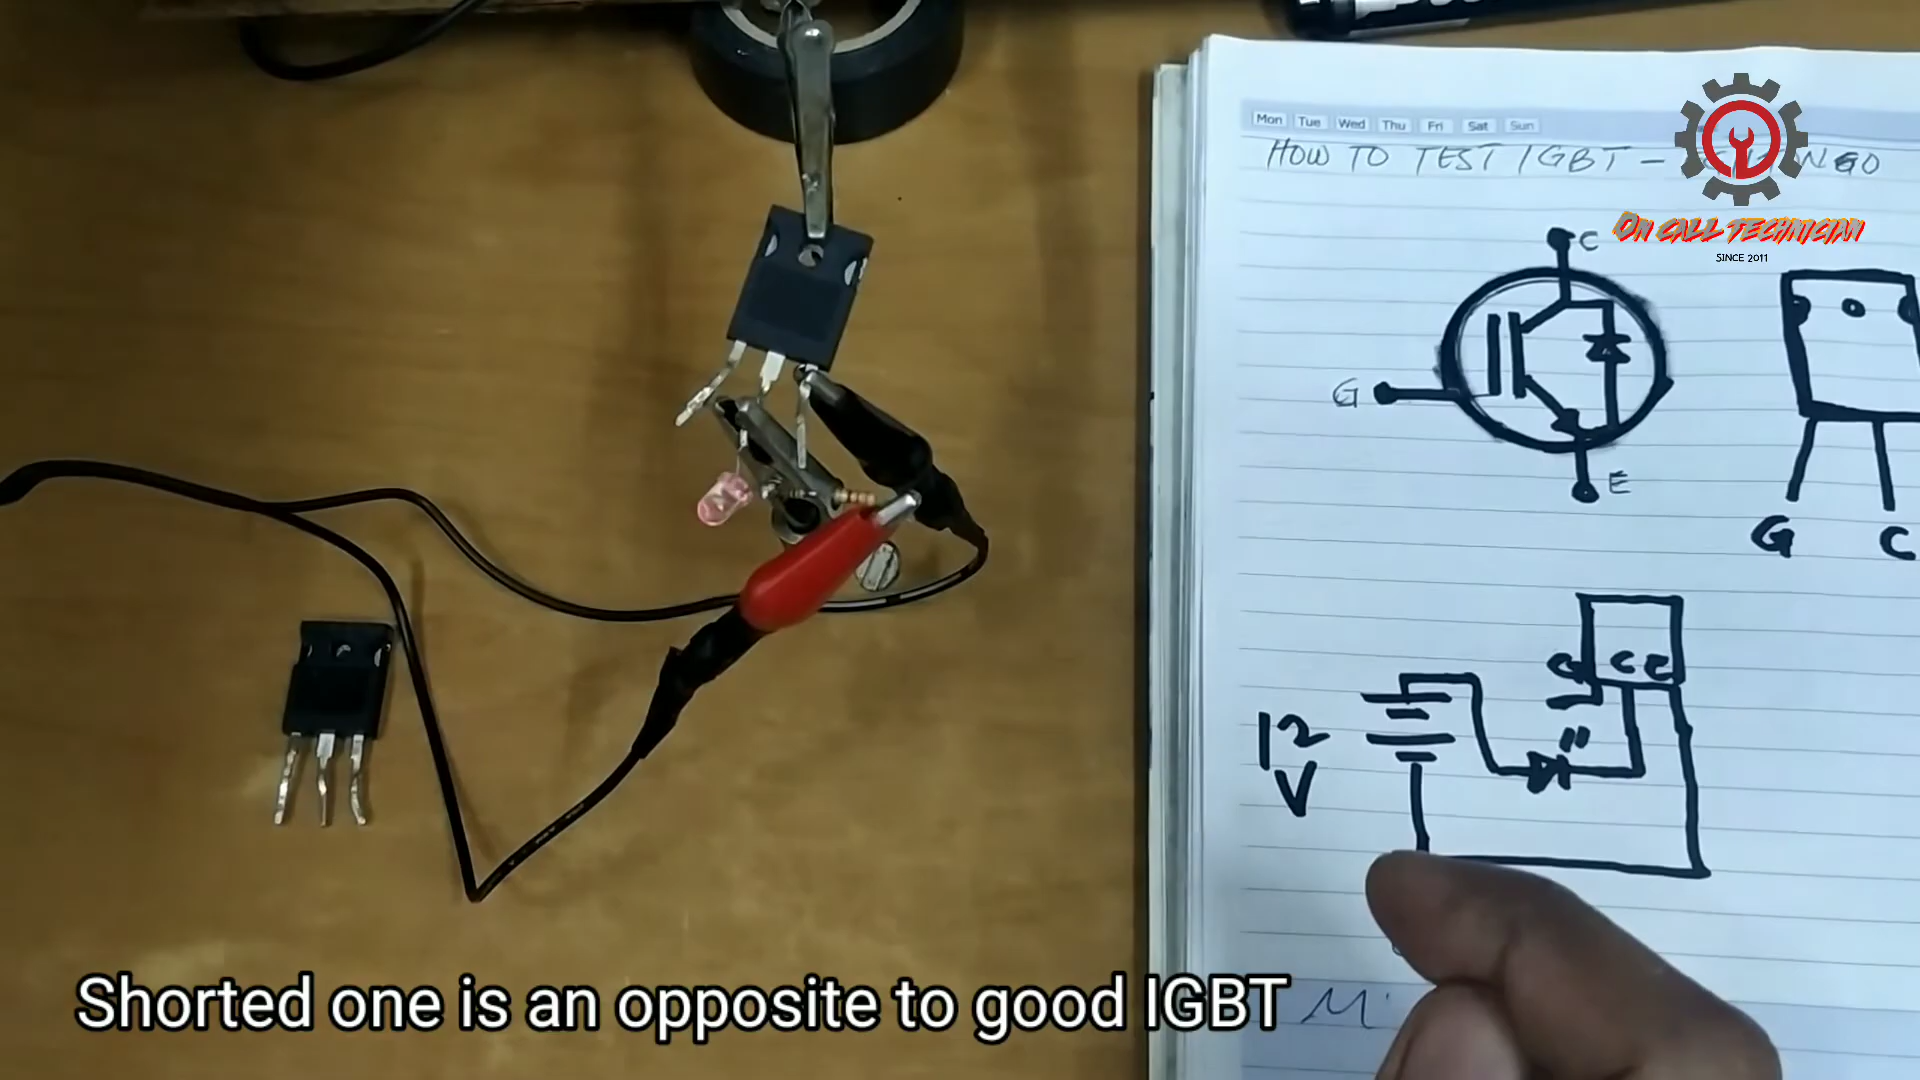 Mon Tue Wed Thu Fri Sat Sun
HOW TO TEST IGBT –
ON CALL TECHNICIAN
SINCE 2011
C
G
E
G C
G C E
12
V
Shorted one is an opposite to good IGBT